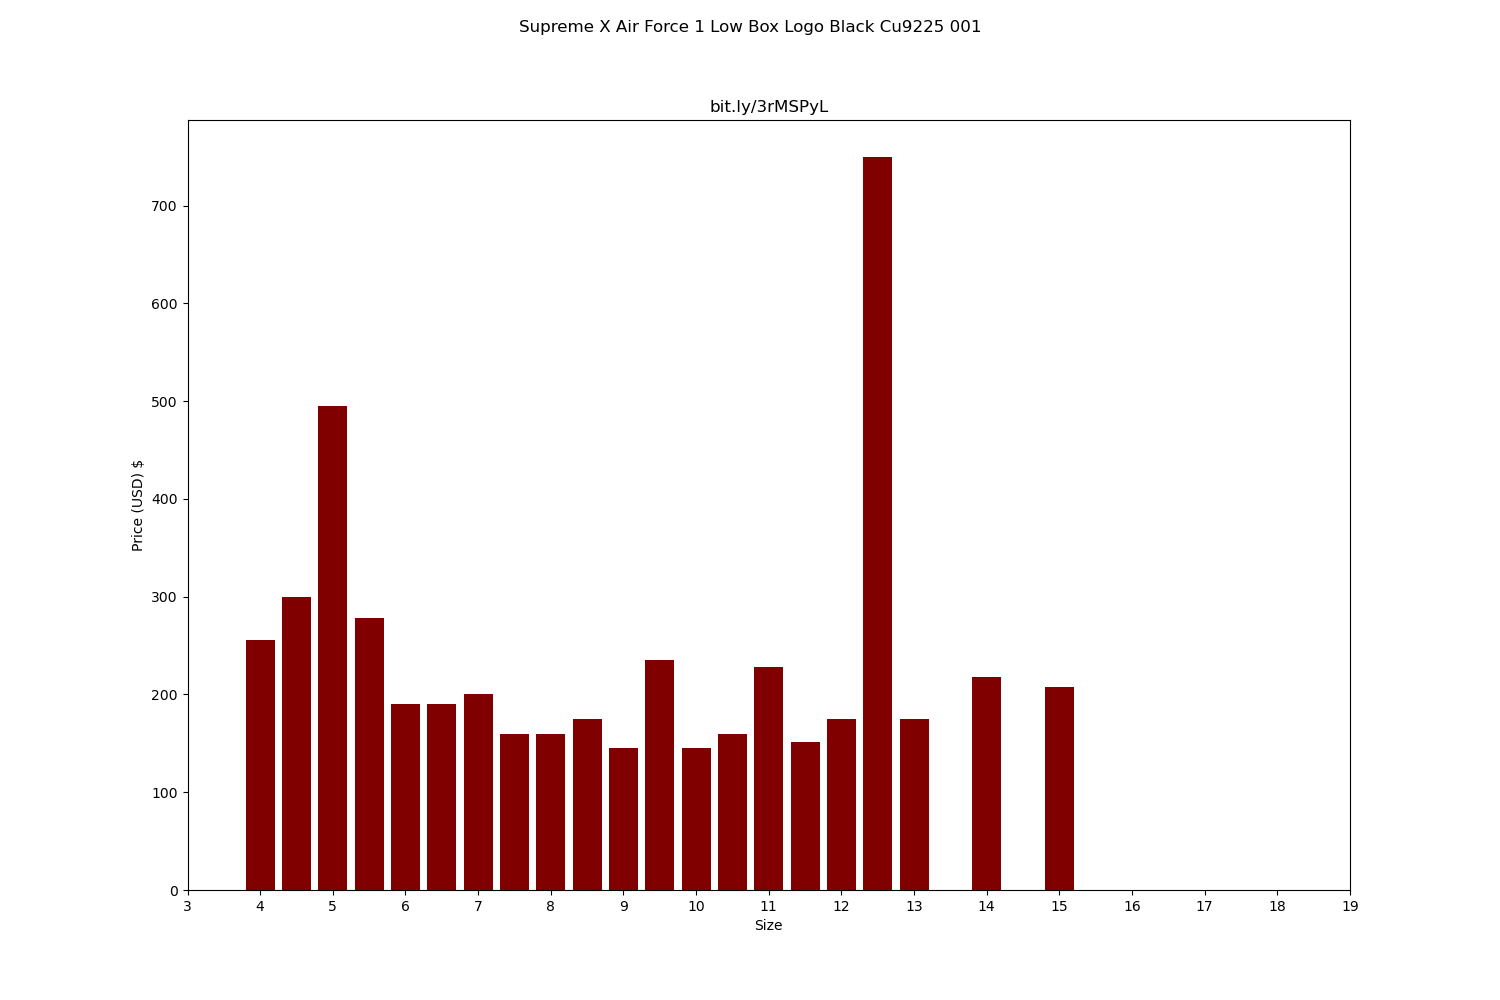 Supreme X Air Force 1 Low Box Logo Black Cu9225 001
bit.ly/3rMSPyL
700
600
500
400
300
200
100
0
Price (USD) $
3 4 5 6 7 8 9 10 11 12 13 14 15 16 17 18 19
Size